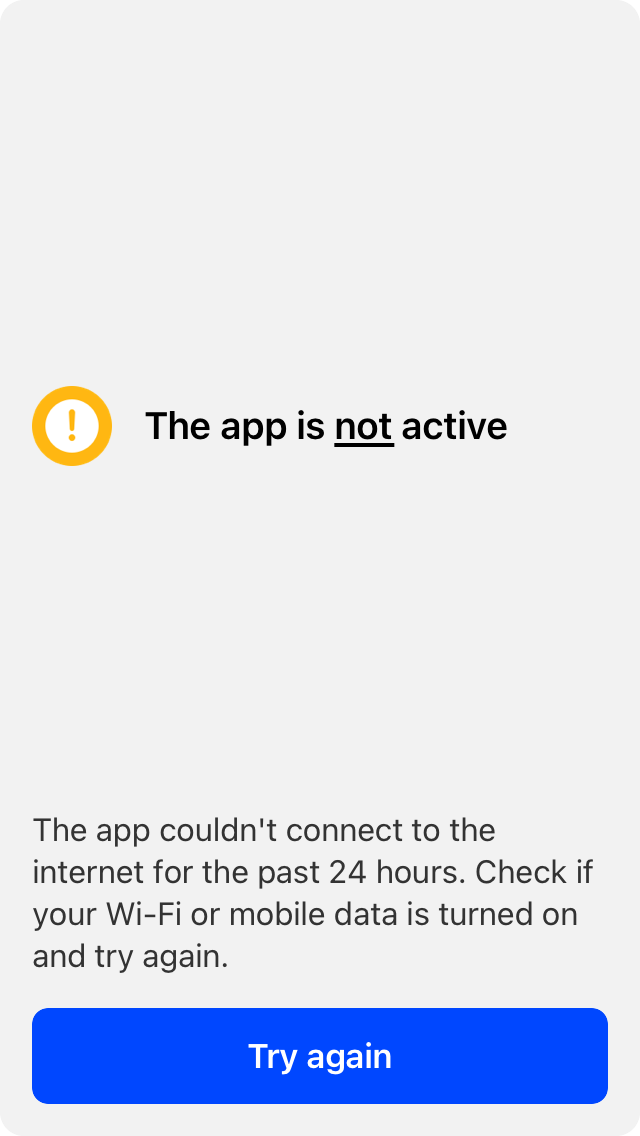 The app is not active
The app couldn't connect to the
internet for the past 24 hours. Check if
your Wi-Fi or mobile data is turned on
and try again.
Try again